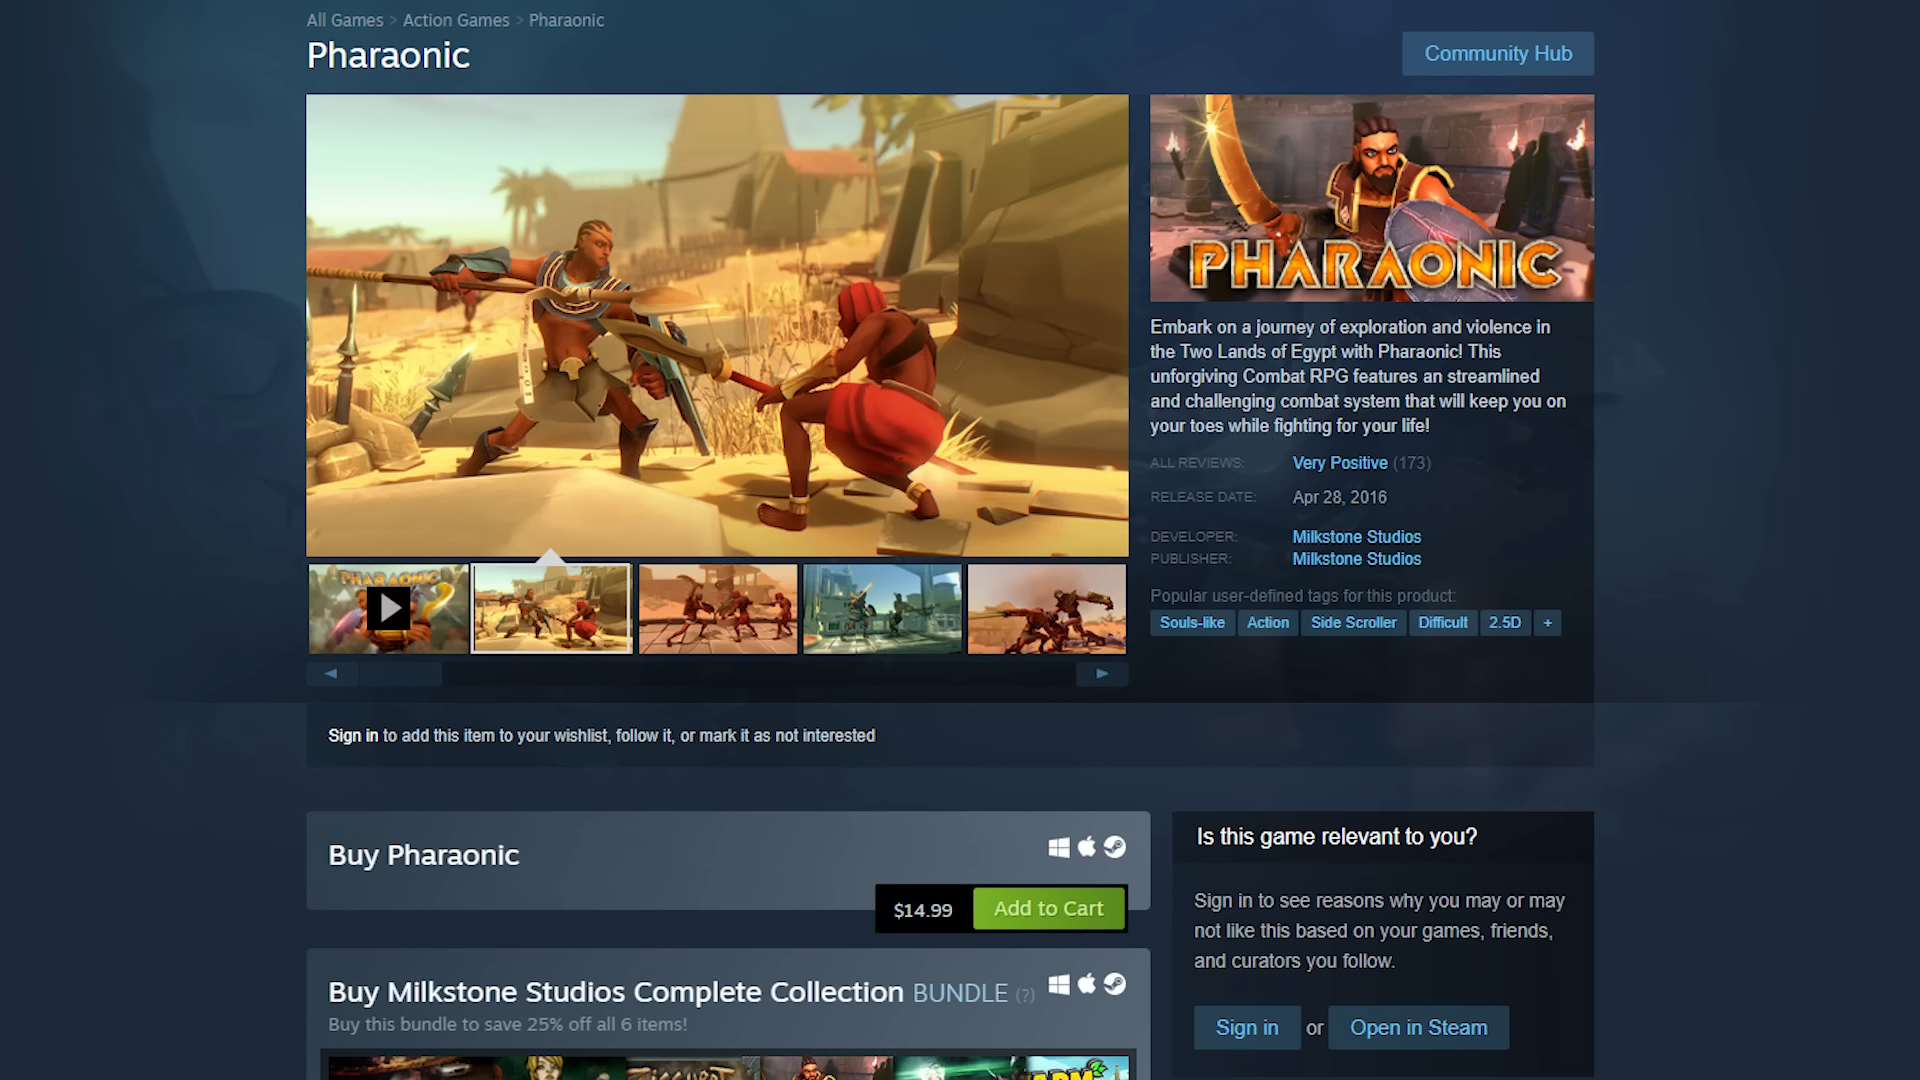 All Games > Action Games > Pharaonic
Pharaonic
Community Hub
PHARAONIC
Embark on a journey of exploration and violence in
the Two Lands of Egypt with Pharaonic! This
unforgiving Combat RPG features an streamlined
and challenging combat system that will keep you on
your toes while fighting for your life!
ALL REVIEWS: Very Positive (173)
RELEASE DATE: Apr 28, 2016
DEVELOPER: Milkstone Studios
PUBLISHER: Milkstone Studios
Popular user-defined tags for this product:
Souls-like Action Side Scroller Difficult 2.5D +
PHARAONIC
Sign in to add this item to your wishlist, follow it, or mark it as not interested
Buy Pharaonic
$14.99 Add to Cart
Buy Milkstone Studios Complete Collection BUNDLE (?)
Buy this bundle to save 25% off all 6 items!
Is this game relevant to you?
Sign in to see reasons why you may or may
not like this based on your games, friends,
and curators you follow.
Sign in or Open in Steam